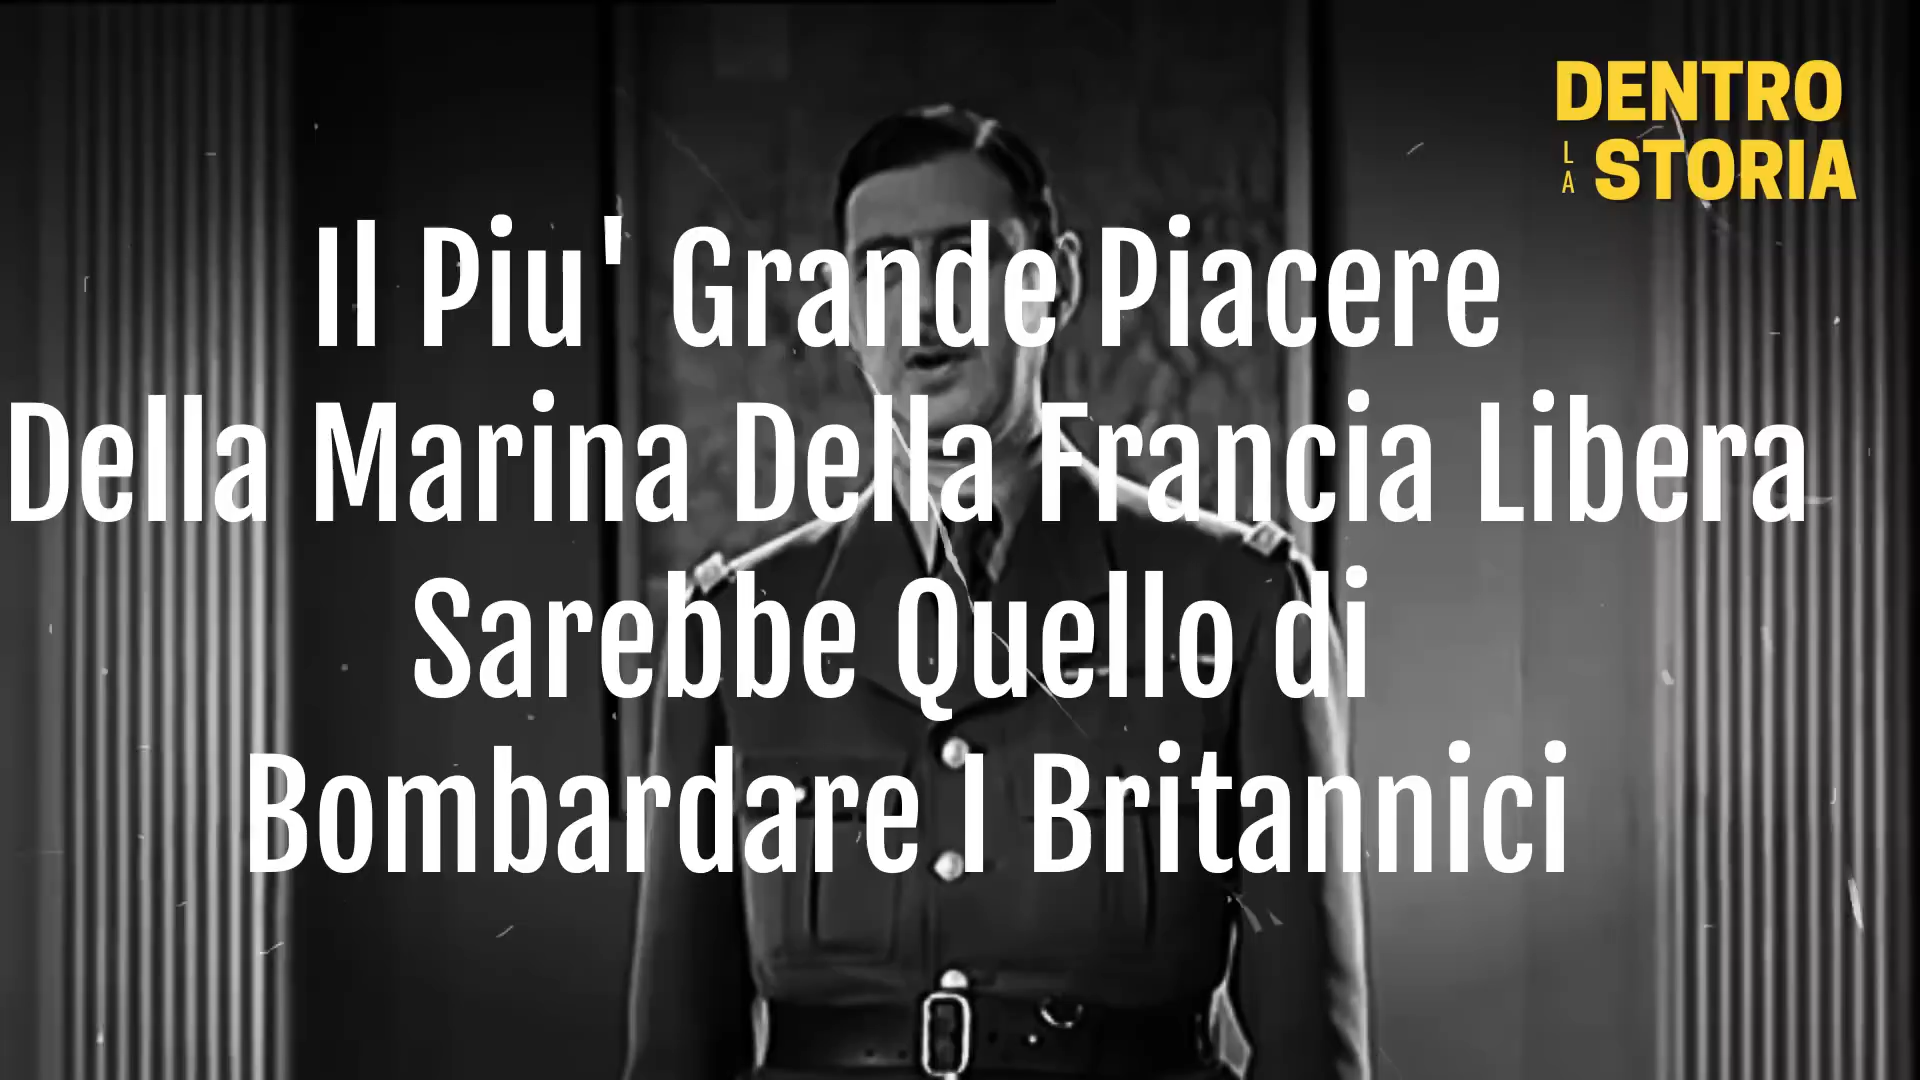 DENTRO
LA STORIA
Il Piu' Grande Piacere
Della Marina Della Francia Libera
Sarebbe Quello di
Bombardare I Britannici